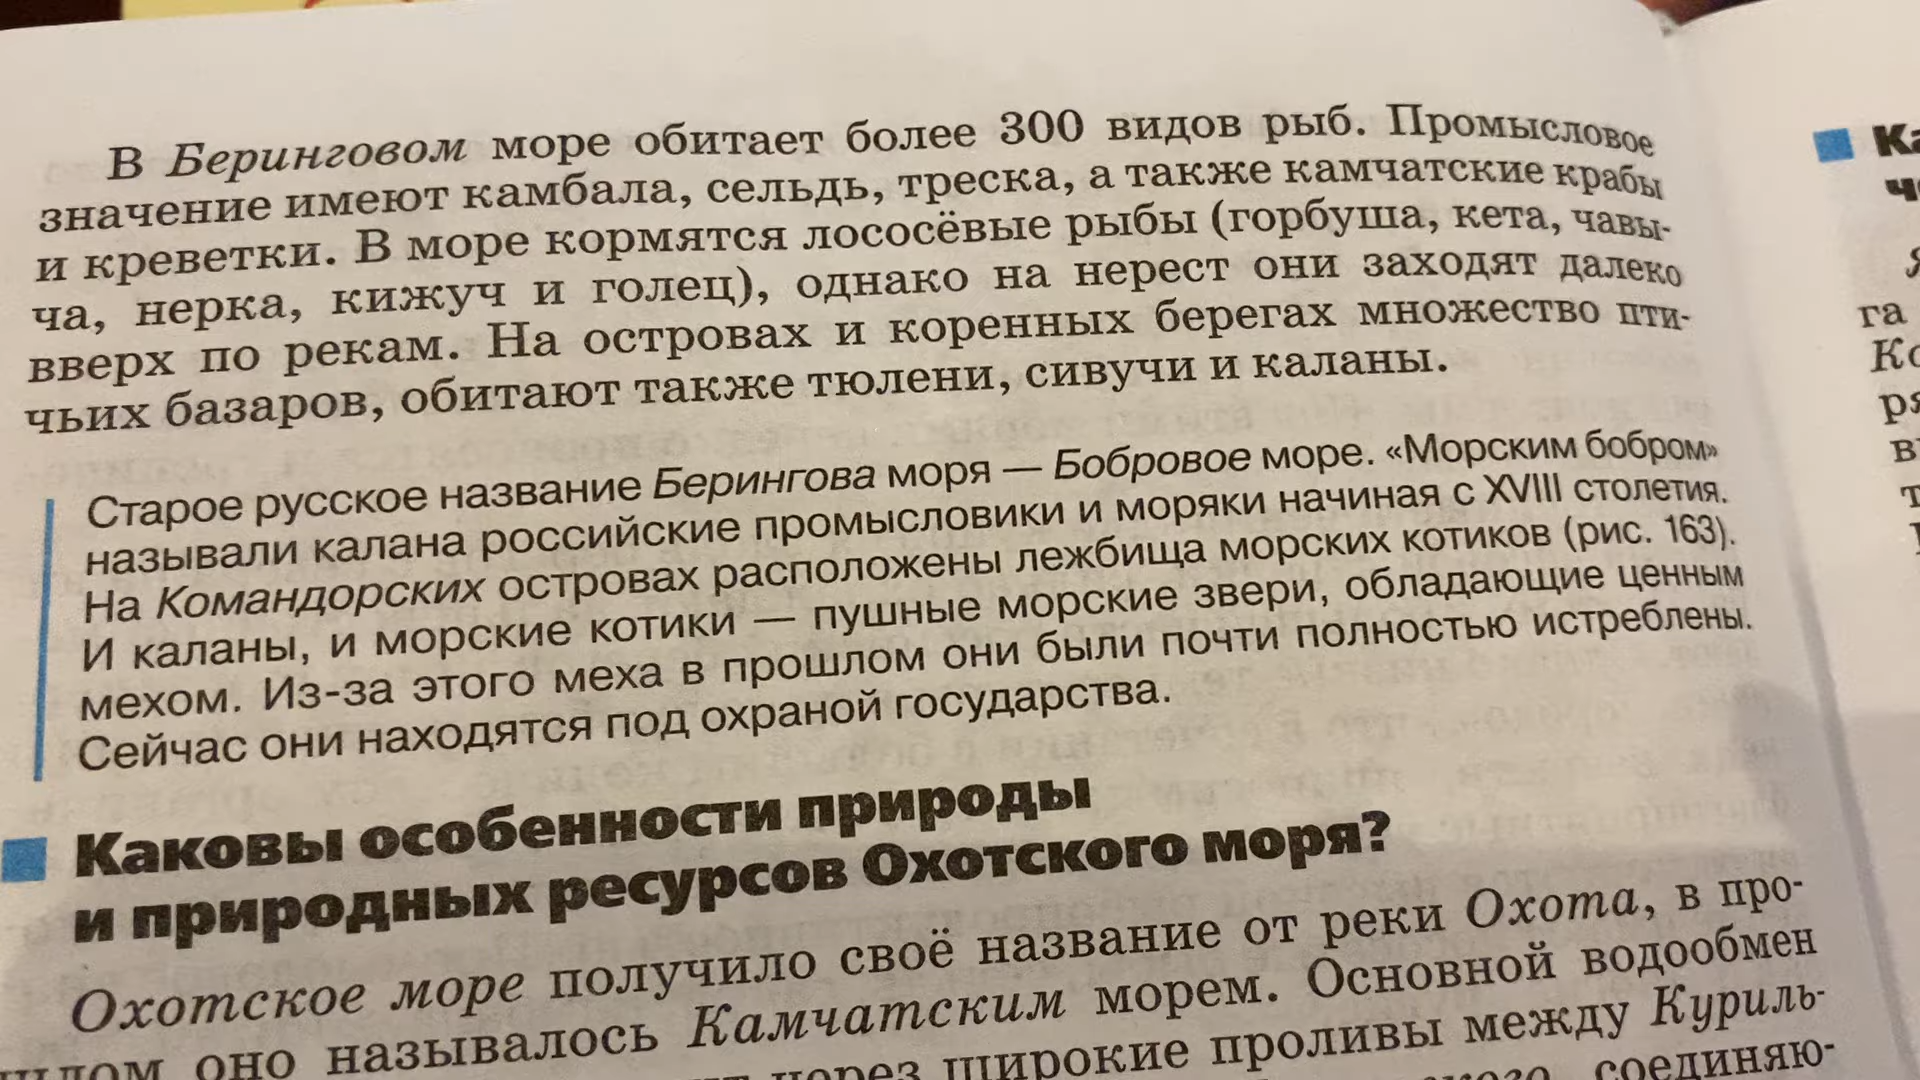 В Беринговом море обитает более 300 видов рыб. Промысловое
значение имеют камбала, сельдь, треска, а также камчатские крабы
и креветки. В море кормятся лососёвые рыбы (горбуша, кета, чавы-
ча, нерка, кижуч и голец), однако на нерест они заходят далеко
вверх по рекам. На островах и коренных берегах множество пти-
чьих базаров, обитают также тюлени, сивучи и каланы.
Старое русское название Берингова моря — Бобровое море. «Морским бобром»
называли калана российские промысловики и моряки начиная с XVIII столетия.
На Командорских островах расположены лежбища морских котиков (рис. 163).
И каланы, и морские котики — пушные морские звери, обладающие ценным
мехом. Из-за этого меха в прошлом они были почти полностью истреблены.
Сейчас они находятся под охраной государства.
Каковы особенности природы
и природных ресурсов Охотского моря?
Охотское море получило своё название от реки Охота, в про-
шлом оно называлось Камчатским морем. Основной водообмен
через широкие проливы между Куриль-
соединяю-
га